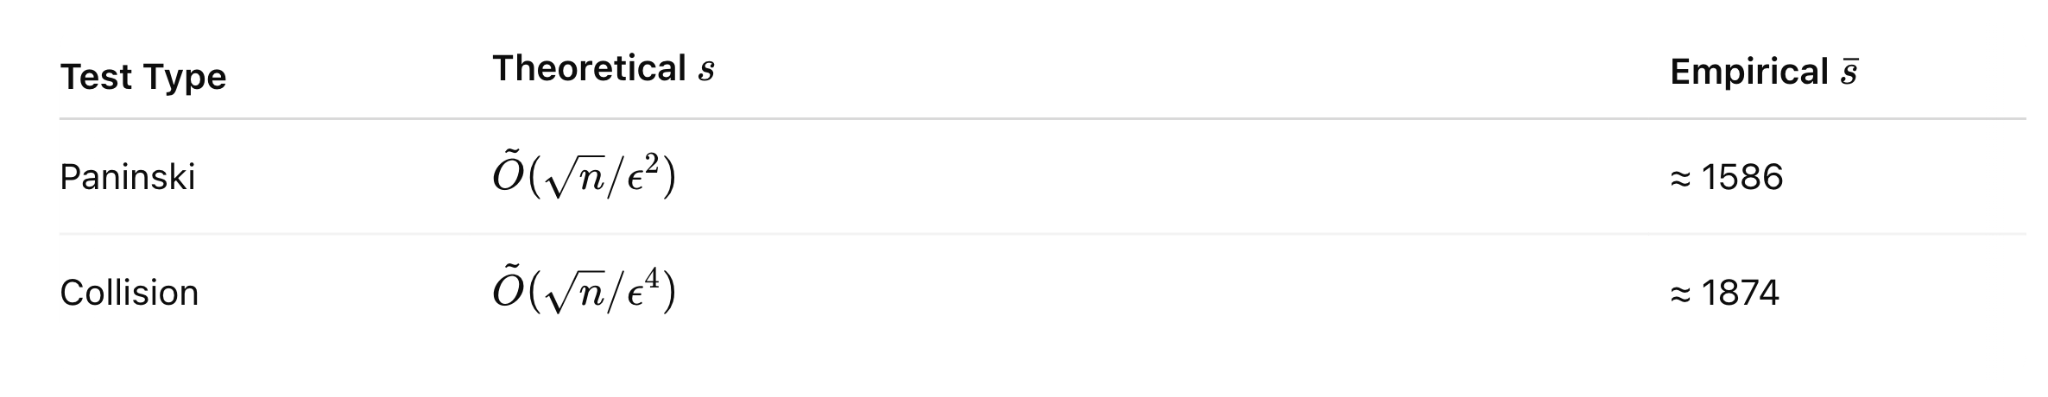 Test Type Theoretical s Empirical s̄
Paninski Õ(√n/ϵ²) ≈ 1586
Collision Õ(√n/ϵ⁴) ≈ 1874